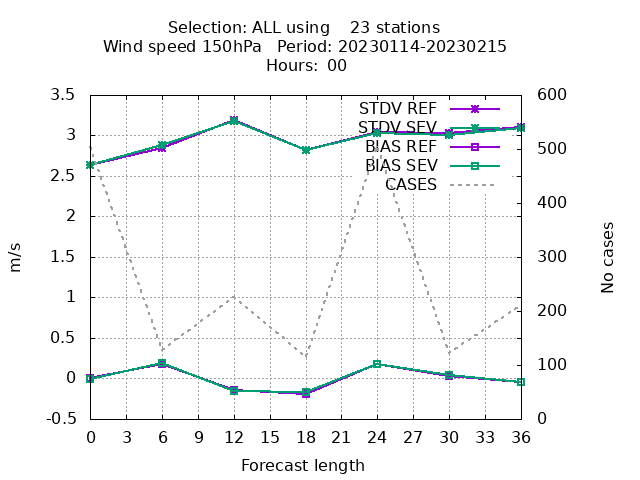 Selection: ALL using    23 stations
Wind speed 150hPa   Period: 20230114-20230215
Hours:  00
3.5
3
2.5
2
1.5
1
0.5
0
-0.5
m/s
600
500
400
300
200
100
0
No cases
STDV REF
STDV SEV
BIAS REF
BIAS SEV
CASES
0 3 6 9 12 15 18 21 24 27 30 33 36
Forecast length